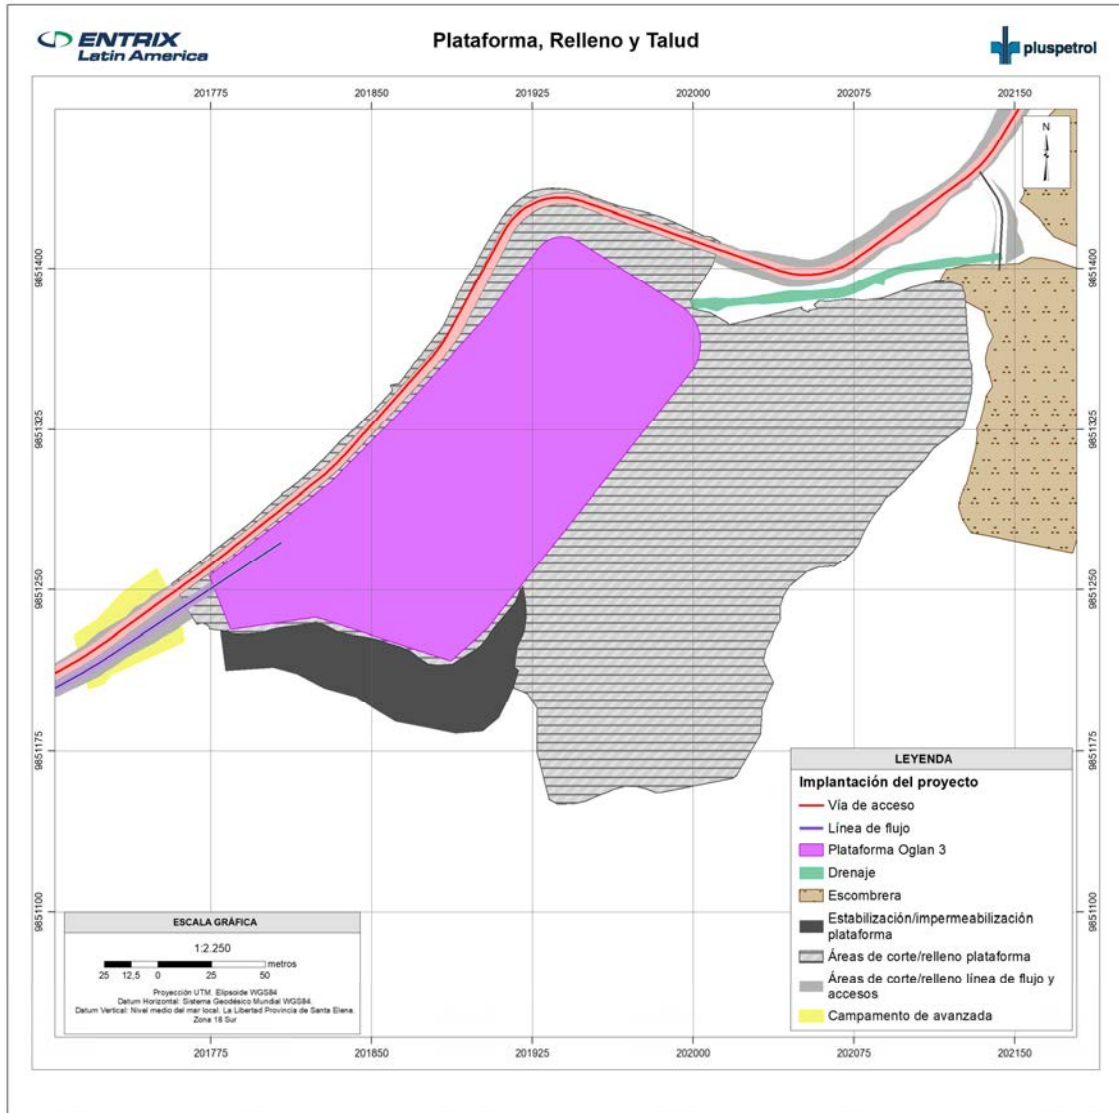 ENTRIX
Latin America
Plataforma, Relleno y Talud
pluspetrol
201775 201850 201925 202000 202075 202150
N
9851400 9851400
9851325 9851325
9851250 9851250
9851175 9851175
9851100 9851100
LEYENDA
Implantación del proyecto
Vía de acceso
Línea de flujo
Plataforma Oglan 3
Drenaje
Escombrera
Estabilización/impermeabilización
plataforma
Áreas de corte/relleno plataforma
Áreas de corte/relleno línea de flujo y
accesos
Campamento de avanzada
ESCALA GRÁFICA
1:2.250
metros
25 12,5 0 25 50
Proyección UTM, Elipsoide WGS84
Datum Horizontal: Sistema Geodésico Mundial WGS84.
Datum Vertical: Nivel medio del mar local. La Libertad Provincia de Santa Elena.
Zona 18 Sur
201775 201850 201925 202000 202075 202150